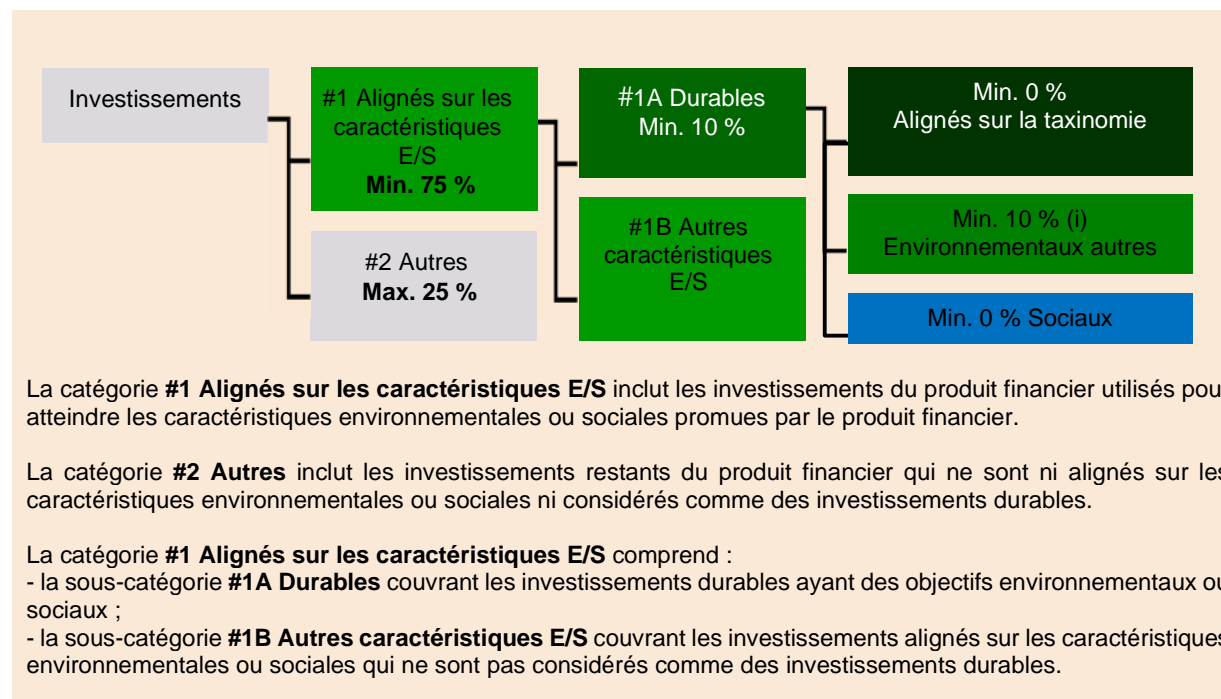 Investissements
#1 Alignés sur les
caractéristiques
E/S
Min. 75 %
#2 Autres
Max. 25 %
#1A Durables
Min. 10 %
#1B Autres
caractéristiques
E/S
Min. 0 %
Alignés sur la taxinomie
Min. 10 % (i)
Environnementaux autres
Min. 0 % Sociaux
La catégorie #1 Alignés sur les caractéristiques E/S inclut les investissements du produit financier utilisés pou
atteindre les caractéristiques environnementales ou sociales promues par le produit financier.
La catégorie #2 Autres inclut les investissements restants du produit financier qui ne sont ni alignés sur les
caractéristiques environnementales ou sociales ni considérés comme des investissements durables.
La catégorie #1 Alignés sur les caractéristiques E/S comprend :
- la sous-catégorie #1A Durables couvrant les investissements durables ayant des objectifs environnementaux ou
sociaux ;
- la sous-catégorie #1B Autres caractéristiques E/S couvrant les investissements alignés sur les caractéristiques
environnementales ou sociales qui ne sont pas considérés comme des investissements durables.